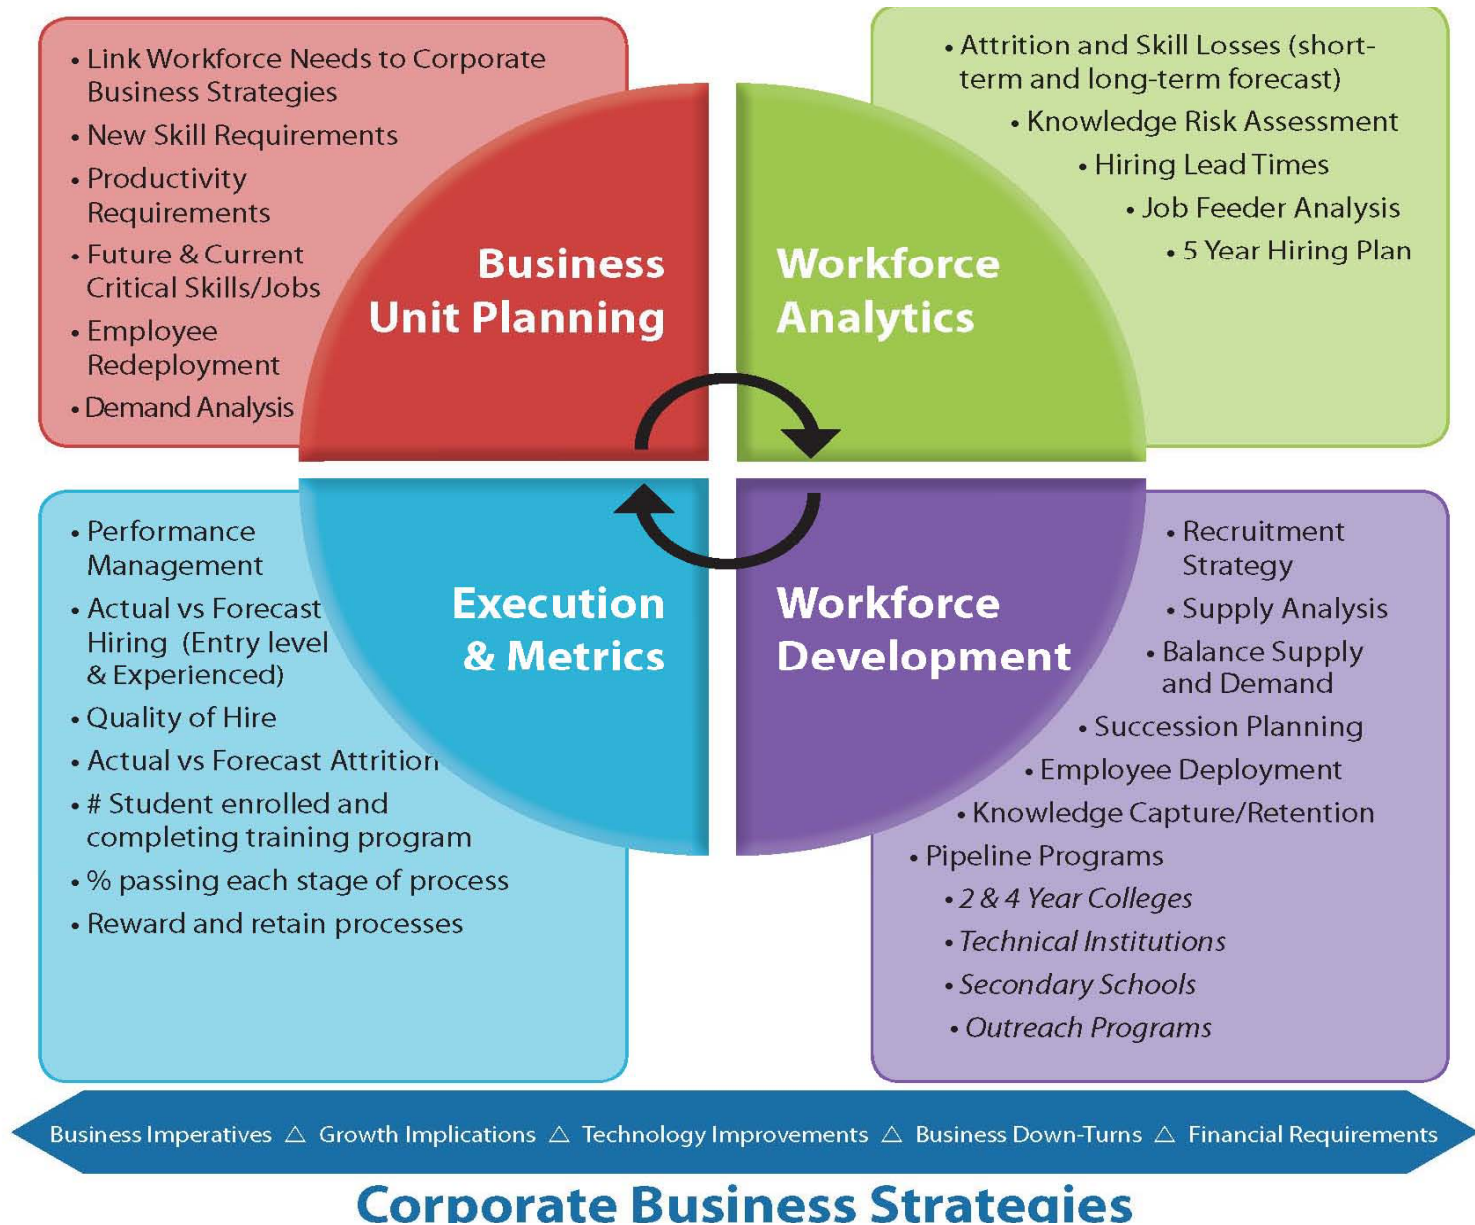 • Link Workforce Needs to Corporate
Business Strategies
• New Skill Requirements
• Productivity
Requirements
• Future & Current
Critical Skills/Jobs
• Employee
Redeployment
• Demand Analysis
Business
Unit Planning
• Attrition and Skill Losses (short-
term and long-term forecast)
• Knowledge Risk Assessment
• Hiring Lead Times
• Job Feeder Analysis
• 5 Year Hiring Plan
Workforce
Analytics
• Performance
Management
• Actual vs Forecast
Hiring (Entry level
& Experienced)
• Quality of Hire
• Actual vs Forecast Attrition
• # Student enrolled and
completing training program
• % passing each stage of process
• Reward and retain processes
Execution
& Metrics
Workforce
Development
• Recruitment
Strategy
• Supply Analysis
• Balance Supply
and Demand
• Succession Planning
• Employee Deployment
• Knowledge Capture/Retention
• Pipeline Programs
• 2 & 4 Year Colleges
• Technical Institutions
• Secondary Schools
• Outreach Programs
Business Imperatives △ Growth Implications △ Technology Improvements △ Business Down-Turns △ Financial Requirements
Corporate Business Strategies